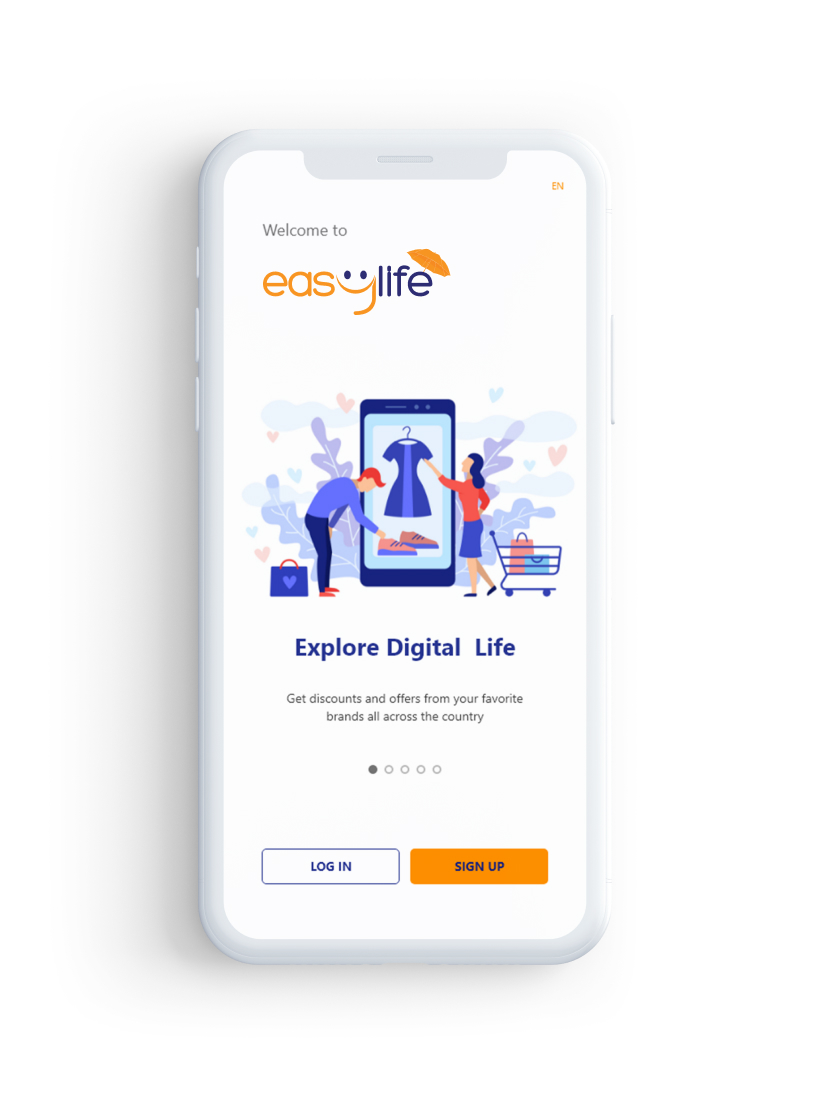 EN
Welcome to
easylife
Explore Digital  Life
Get discounts and offers from your favorite
brands all across the country
LOG IN
SIGN UP